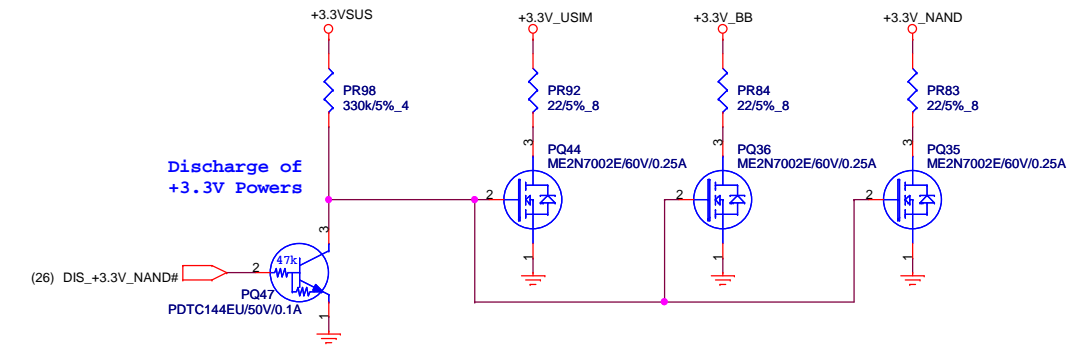 +3.3VSUS
+3.3V_USIM
+3.3V_BB
+3.3V_NAND
PR98
330k/5%_4
PR92
22/5%_8
PR84
22/5%_8
PR83
22/5%_8
3
PQ44
ME2N7002E/60V/0.25A
3
PQ36
ME2N7002E/60V/0.25A
3
PQ35
ME2N7002E/60V/0.25A
Discharge of
+3.3V Powers
2
2
2
3
1
1
1
(26) DIS_+3.3V_NAND#
2
47k
PQ47
PDTC144EU/50V/0.1A
1